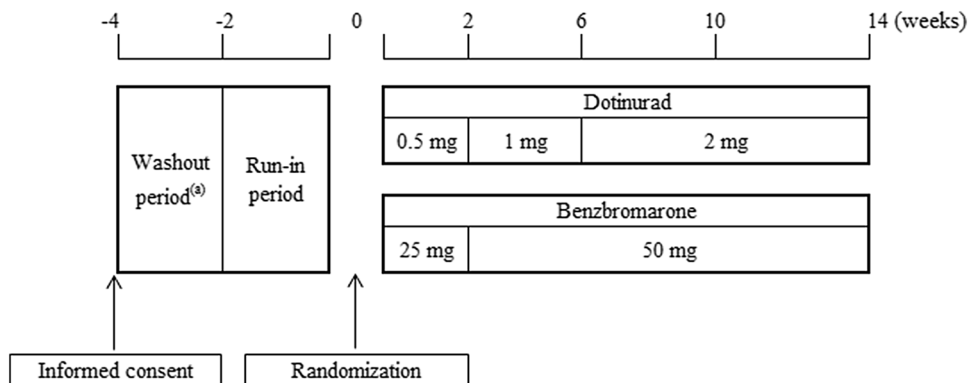 -4 -2 0 2 6 10 14 (weeks)
Dotinurad
0.5 mg 1 mg 2 mg
Washout period(a)
Run-in period
Benzbromarone
25 mg 50 mg
Informed consent Randomization